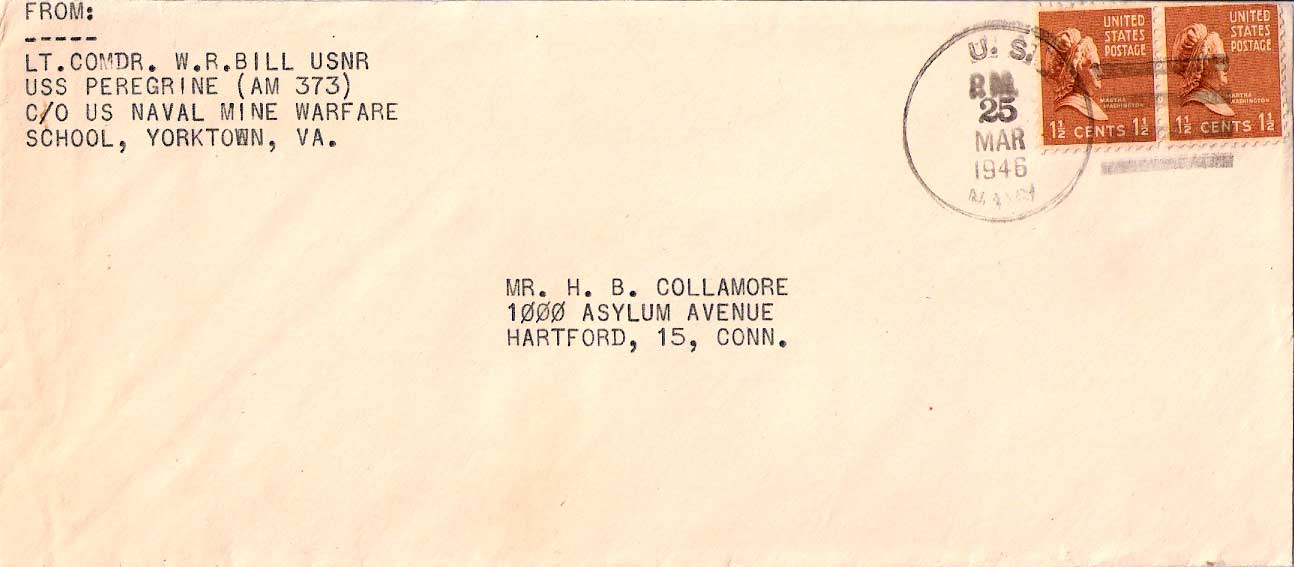 FROM:
-----
LT.COMDR. W.R.BILL USNR
USS PEREGRINE (AM 373)
C/O US NAVAL MINE WARFARE
SCHOOL, YORKTOWN, VA.
U. S.
P.M.
25
MAR
1946
NAVY
UNITED
STATES
POSTAGE
MARTHA
WASHINGTON
1½ CENTS 1½
UNITED
STATES
POSTAGE
MARTHA
WASHINGTON
1½ CENTS 1½
MR. H. B. COLLAMORE
1000 ASYLUM AVENUE
HARTFORD, 15, CONN.